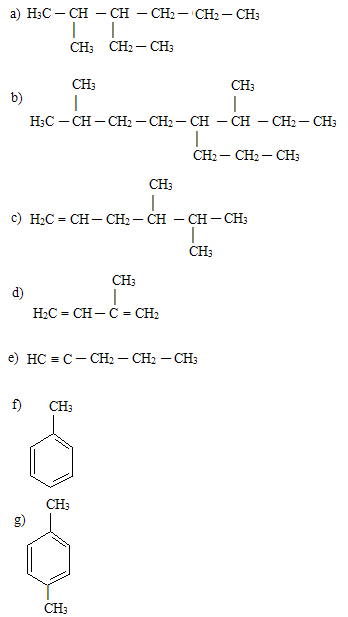 a) H₃C – CH – CH – CH₂ – CH₂ – CH₃
CH₃ CH₂ – CH₃
CH₃ CH₃
b)
H₃C – CH – CH₂ – CH₂ – CH – CH – CH₂ – CH₃
CH₂ – CH₂ – CH₃
CH₃
c) H₂C = CH – CH₂ – CH – CH – CH₃
CH₃
CH₃
d)
H₂C = CH – C = CH₂
e) HC ≡ C – CH₂ – CH₂ – CH₃
f) CH₃
CH₃
g)
CH₃